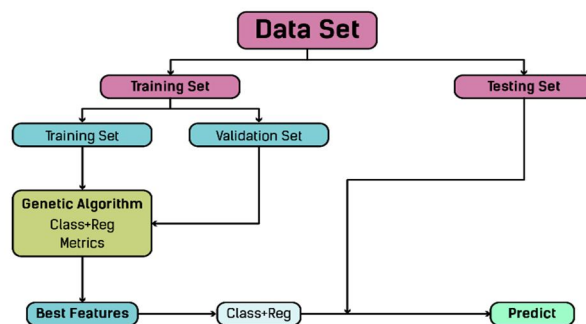 Data Set
Training Set
Testing Set
Training Set
Validation Set
Genetic Algorithm
Class+Reg
Metrics
Best Features
Class+Reg
Predict